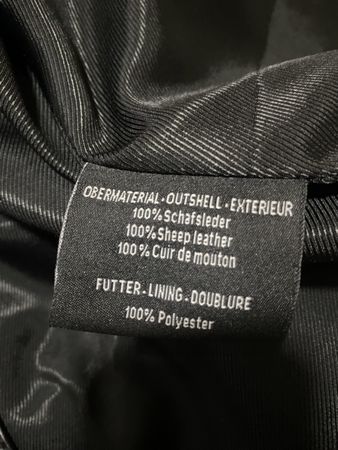 OBERMATERIAL · OUTSHELL · EXTERIEUR
100% Schafsleder
100% Sheep leather
100% Cuir de mouton
FUTTER · LINING · DOUBLURE
100% Polyester